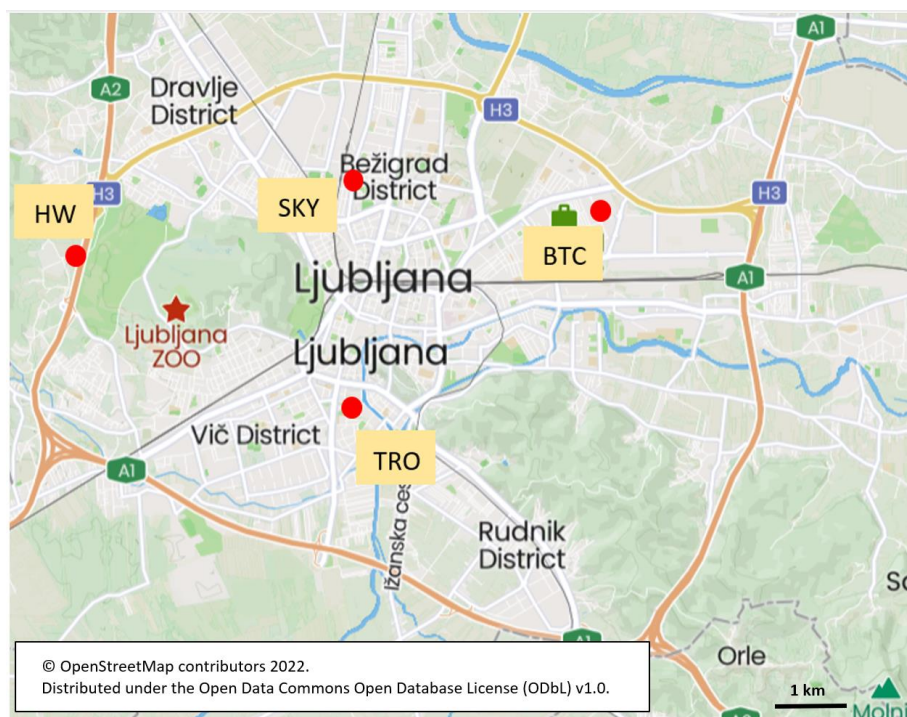 A1
A2
Dravlje
District
H3
Bežigrad
District
H3
H3
HW
SKY
BTC
Ljubljana
A1
Ljubljana
ZOO
Ljubljana
Vič District
A1
TRO
Ižanska ces
Rudnik
District
A1
Orle
© OpenStreetMap contributors 2022.
Distributed under the Open Data Commons Open Database License (ODbL) v1.0.
1 km